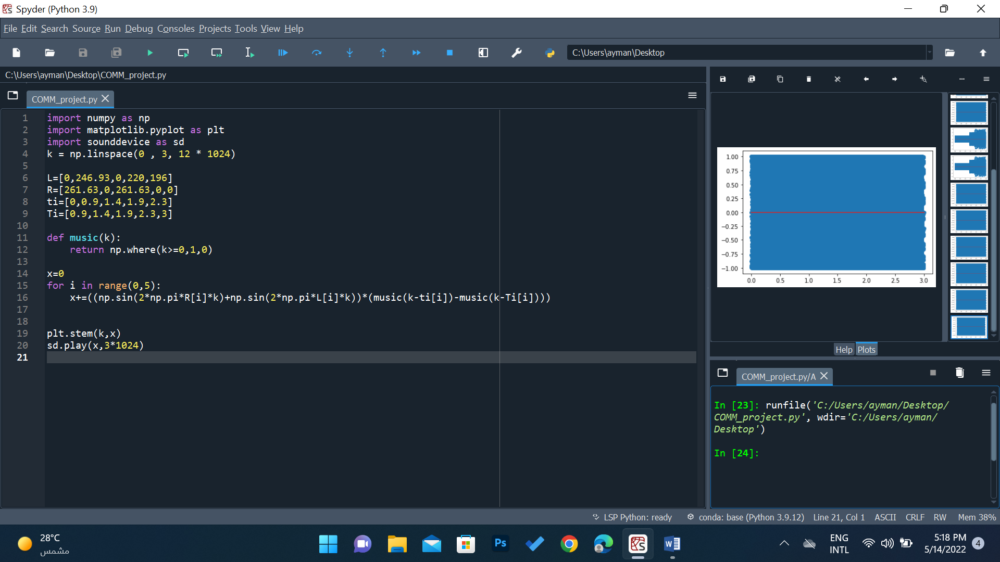 Spyder (Python 3.9)
File Edit Search Source Run Debug Consoles Projects Tools View Help
C:\Users\ayman\Desktop
C:\Users\ayman\Desktop\COMM_project.py
COMM_project.py
1 import numpy as np
2 import matplotlib.pyplot as plt
3 import sounddevice as sd
4 k = np.linspace(0 , 3, 12 * 1024)
5
6 L=[0,246.93,0,220,196]
7 R=[261.63,0,261.63,0,0]
8 ti=[0,0.9,1.4,1.9,2.3]
9 Ti=[0.9,1.4,1.9,2.3,3]
10
11 def music(k):
12     return np.where(k>=0,1,0)
13
14 x=0
15 for i in range(0,5):
16     x+=((np.sin(2*np.pi*R[i]*k)+np.sin(2*np.pi*L[i]*k))*(music(k-ti[i])-music(k-Ti[i])))
17
18
19 plt.stem(k,x)
20 sd.play(x,3*1024)
21
1.00
0.75
0.50
0.25
0.00
−0.25
−0.50
−0.75
−1.00
0.0 0.5 1.0 1.5 2.0 2.5 3.0
Help Plots
COMM_project.py/A
In [23]: runfile('C:/Users/ayman/Desktop/
COMM_project.py', wdir='C:/Users/ayman/
Desktop')
In [24]:
LSP Python: ready conda: base (Python 3.9.12) Line 21, Col 1 ASCII CRLF RW Mem 38%
28°C
مشمس
Ps
ENG
INTL
5:18 PM
5/14/2022
4